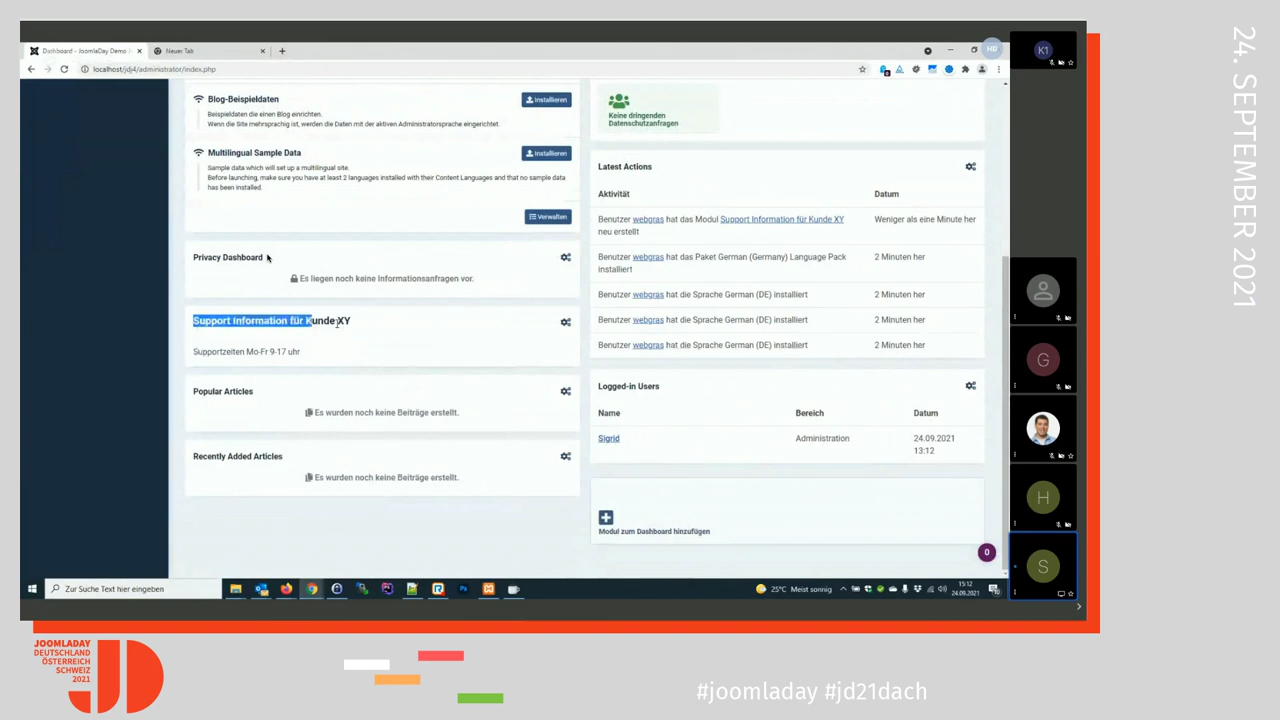 Dashboard - JoomlaDay Demo
Neuer Tab
localhost/jdj4/administrator/index.php
HD
K1
Blog-Beispieldaten
Installieren
Beispieldaten die einen Blog einrichten.
Wenn die Site mehrsprachig ist, werden die Daten mit der aktiven Administratorsprache eingerichtet.
Multilingual Sample Data
Installieren
Sample data which will set up a multilingual site.
Before launching, make sure you have at least 2 languages installed with their Content Languages and that no sample data
has been installed.
Verwalten
Privacy Dashboard
Es liegen noch keine Informationsanfragen vor.
Support Information für Kunde XY
Supportzeiten Mo-Fr 9-17 uhr
Popular Articles
Es wurden noch keine Beiträge erstellt.
Recently Added Articles
Es wurden noch keine Beiträge erstellt.
Keine dringenden
Datenschutzanfragen
Latest Actions
Aktivität Datum
Benutzer webgras hat das Modul Support Information für Kunde XY Weniger als eine Minute her
neu erstellt
Benutzer webgras hat das Paket German (Germany) Language Pack 2 Minuten her
installiert
Benutzer webgras hat die Sprache German (DE) installiert 2 Minuten her
Benutzer webgras hat die Sprache German (DE) installiert 2 Minuten her
Benutzer webgras hat die Sprache German (DE) installiert 2 Minuten her
Logged-in Users
Name Bereich Datum
Sigrid Administration 24.09.2021
13:12
Modul zum Dashboard hinzufügen
0
G
H
S
Zur Suche Text hier eingeben
25°C Meist sonnig
15:12
24.09.2021
24. SEPTEMBER 2021
JOOMLADAY
DEUTSCHLAND
ÖSTERREICH
SCHWEIZ
2021
JD
#joomladay #jd21dach